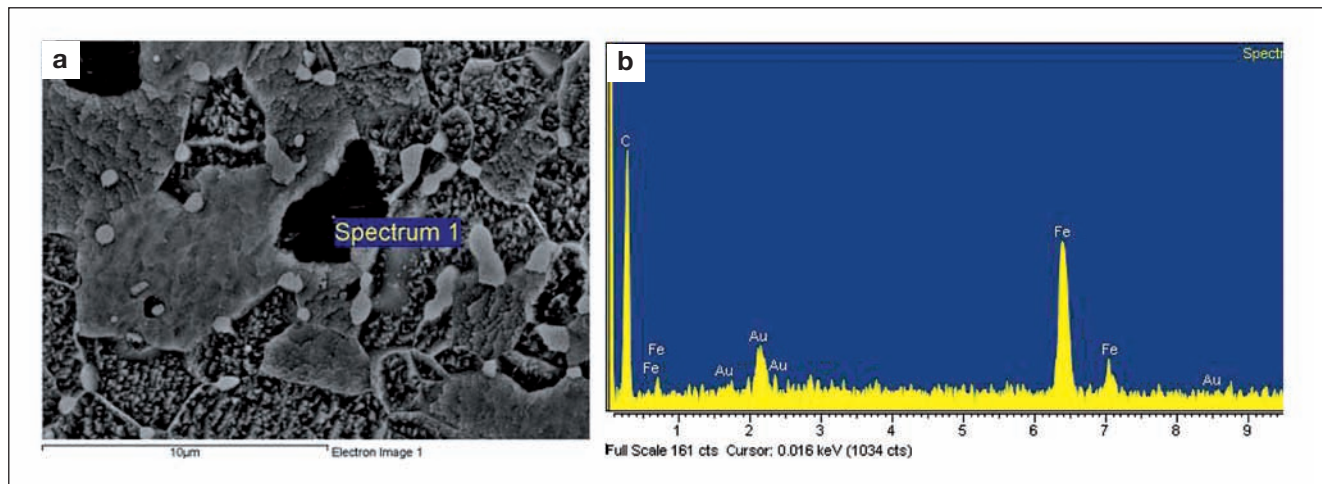 a
Spectrum 1
10µm
Electron Image 1
b
Spectr
C
Fe
Fe
Au
Au
Au
Fe
Fe
Au
1 2 3 4 5 6 7 8 9
Full Scale 161 cts Cursor: 0.016 keV (1034 cts)